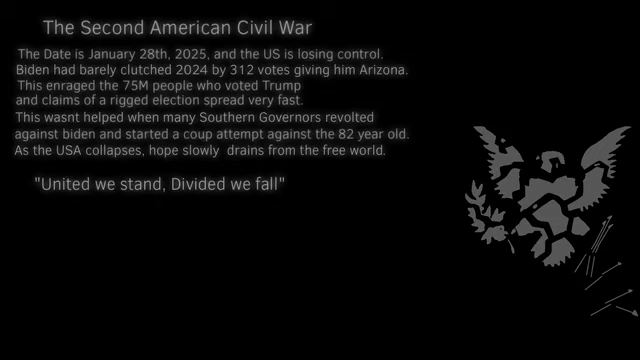 The Second American Civil War
The Date is January 28th, 2025, and the US is losing control.
Biden had barely clutched 2024 by 312 votes giving him Arizona.
This enraged the 75M people who voted Trump
and claims of a rigged election spread very fast.
This wasnt helped when many Southern Governors revolted
against biden and started a coup attempt against the 82 year old.
As the USA collapses, hope slowly drains from the free world.
"United we stand, Divided we fall"